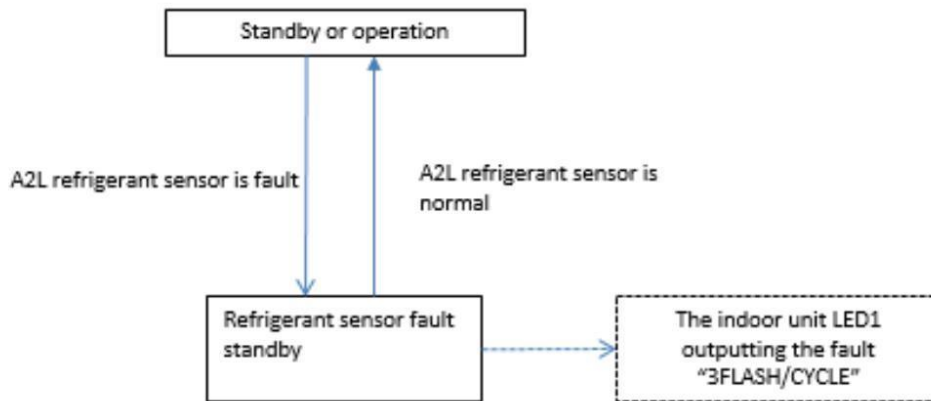 Standby or operation
A2L refrigerant sensor is fault
A2L refrigerant sensor is
normal
Refrigerant sensor fault
standby
The indoor unit LED1
outputting the fault
“3FLASH/CYCLE”